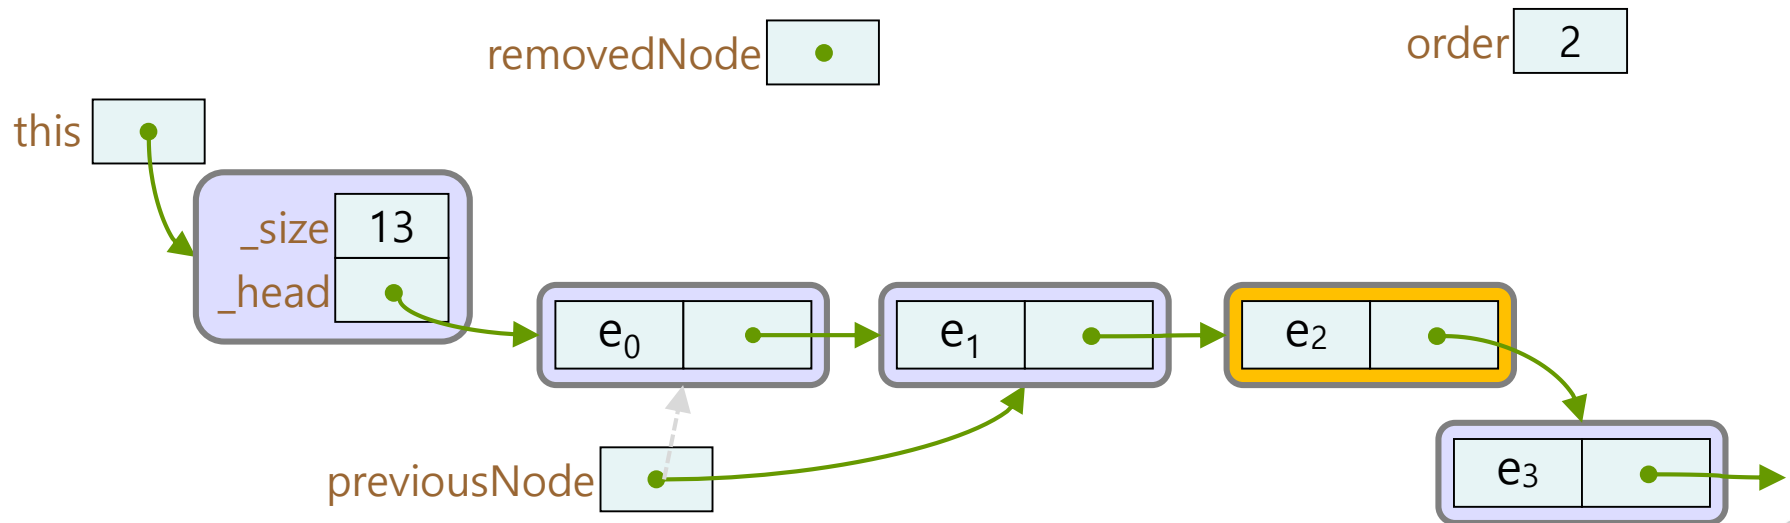 removedNode
order 2
this
_size 13
_head
e0
e1
e2
e3
previousNode